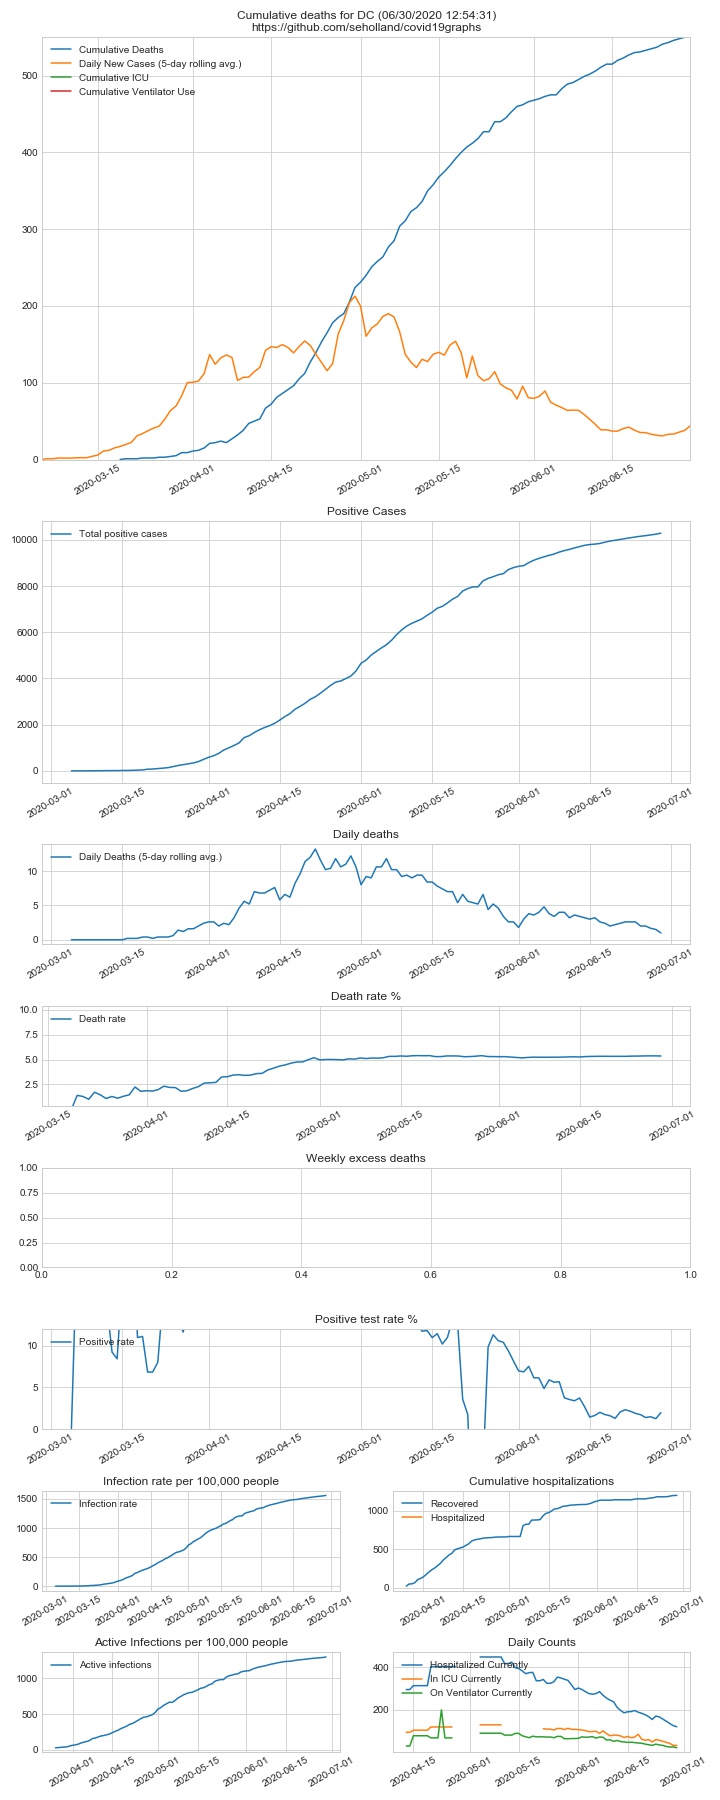 Cumulative deaths for DC (06/30/2020 12:54:31)
https://github.com/seholland/covid19graphs
Cumulative Deaths
Daily New Cases (5-day rolling avg.)
Cumulative ICU
Cumulative Ventilator Use
500
400
300
200
100
0
2020-03-15 2020-04-01 2020-04-15 2020-05-01 2020-05-15 2020-06-01 2020-06-15
Positive Cases
Total positive cases
10000
8000
6000
4000
2000
0
2020-03-01 2020-03-15 2020-04-01 2020-04-15 2020-05-01 2020-05-15 2020-06-01 2020-06-15 2020-07-01
Daily deaths
Daily Deaths (5-day rolling avg.)
10
5
0
2020-03-01 2020-03-15 2020-04-01 2020-04-15 2020-05-01 2020-05-15 2020-06-01 2020-06-15 2020-07-01
Death rate %
10.0
Death rate
7.5
5.0
2.5
2020-03-15 2020-04-01 2020-04-15 2020-05-01 2020-05-15 2020-06-01 2020-06-15 2020-07-01
Weekly excess deaths
1.00
0.75
0.50
0.25
0.00
0.0 0.2 0.4 0.6 0.8 1.0
Positive test rate %
Positive rate
10
5
0
2020-03-01 2020-03-15 2020-04-01 2020-04-15 2020-05-01 2020-05-15 2020-06-01 2020-06-15 2020-07-01
Infection rate per 100,000 people
Infection rate
1500
1000
500
0
2020-03-01 2020-03-15 2020-04-01 2020-04-15 2020-05-01 2020-05-15 2020-06-01 2020-06-15 2020-07-01
Cumulative hospitalizations
Recovered
Hospitalized
1000
500
0
2020-04-01 2020-04-15 2020-05-01 2020-05-15 2020-06-01 2020-06-15 2020-07-01
Active Infections per 100,000 people
Active infections
1000
500
0
2020-04-01 2020-04-15 2020-05-01 2020-05-15 2020-06-01 2020-06-15 2020-07-01
Daily Counts
Hospitalized Currently
In ICU Currently
On Ventilator Currently
400
200
2020-04-15 2020-05-01 2020-05-15 2020-06-01 2020-06-15 2020-07-01